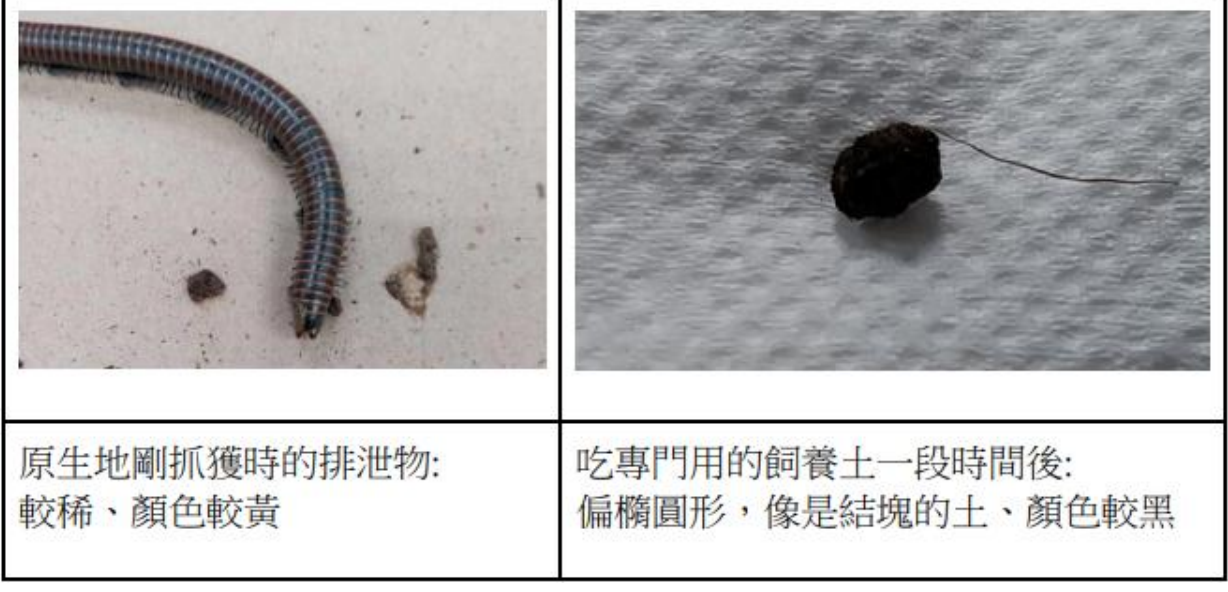 原生地剛抓獲時的排泄物:
較稀、顏色較黃
吃專門用的飼養土一段時間後:
偏橢圓形，像是結塊的土、顏色較黑